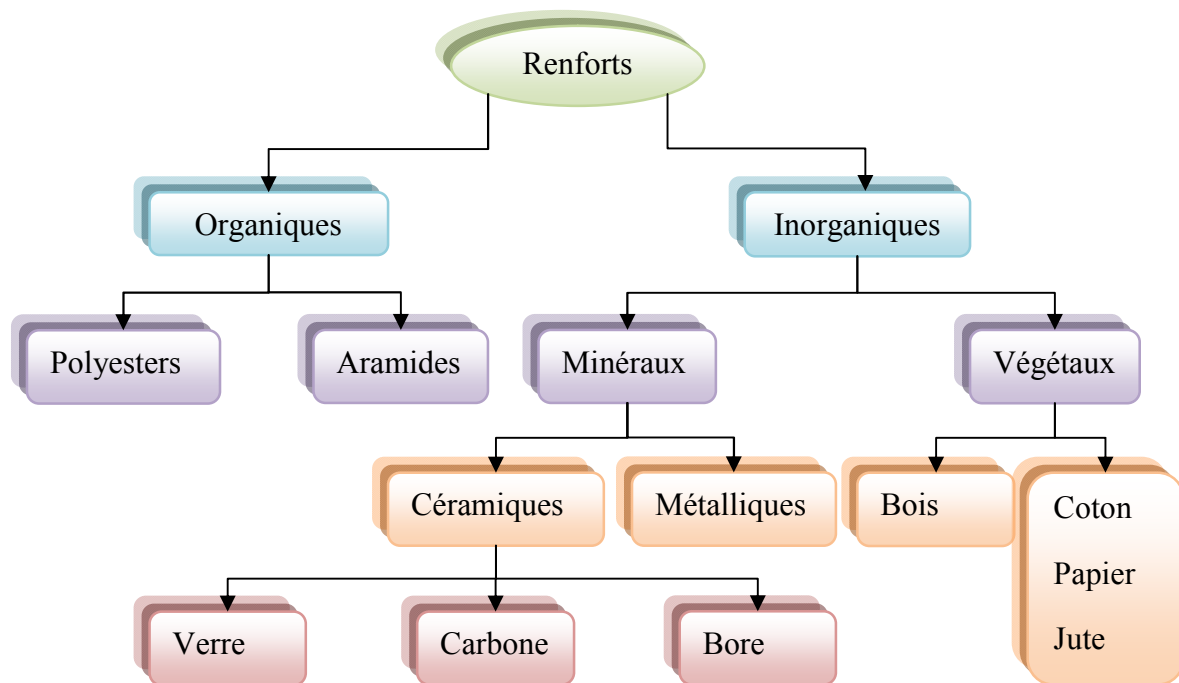 Renforts
Organiques
Inorganiques
Polyesters
Aramides
Minéraux
Végétaux
Céramiques
Métalliques
Bois
Coton
Papier
Jute
Verre
Carbone
Bore